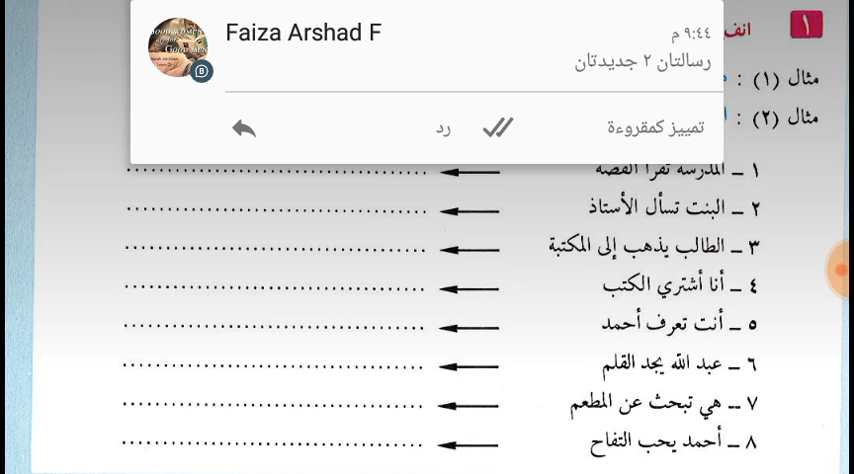 ١
انف
Faiza Arshad F
٩:٤٤ م
رسالتان ٢ جديدتان
مثال (١) :
مثال (٢) :
رد
تمييز كمقروءة
١ ـ المدرسة تقرأ القصة ..........
٢ ـ البنت تسأل الأستاذ ..........
٣ ـ الطالب يذهب إلى المكتبة ..........
٤ ـ أنا أشتري الكتب ..........
٥ ـ أنت تعرف أحمد ..........
٦ ـ عبد الله يجد القلم ..........
٧ ـ هي تبحث عن المطعم ..........
٨ ـ أحمد يحب التفاح ..........